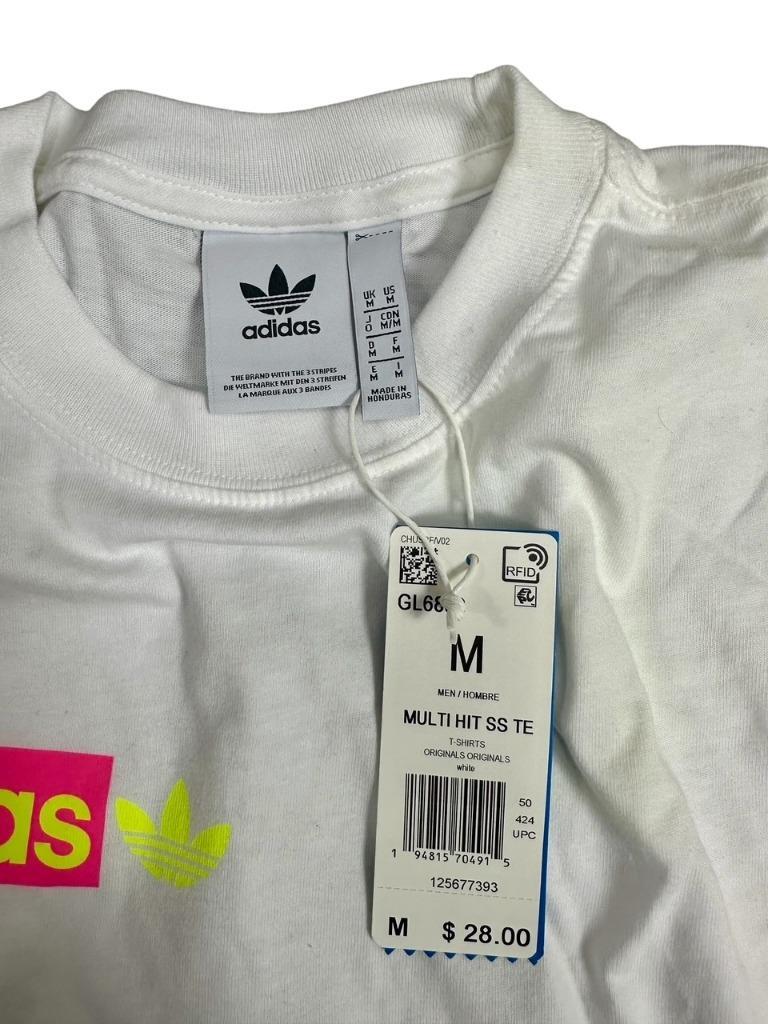 adidas
THE BRAND WITH THE 3 STRIPES
DIE WELTMARKE MIT DEN 3 STREIFEN
LA MARQUE AUX 3 BANDES
UK US
M M
J CDN
O M/M
D F
M M
E I
M M
MADE IN
HONDURAS
RFID
M
MEN / HOMBRE
MULTI HIT SS TE
T-SHIRTS
ORIGINALS ORIGINALS
white
50
424
UPC
1 94815 70491 5
125677393
M $ 28.00
as